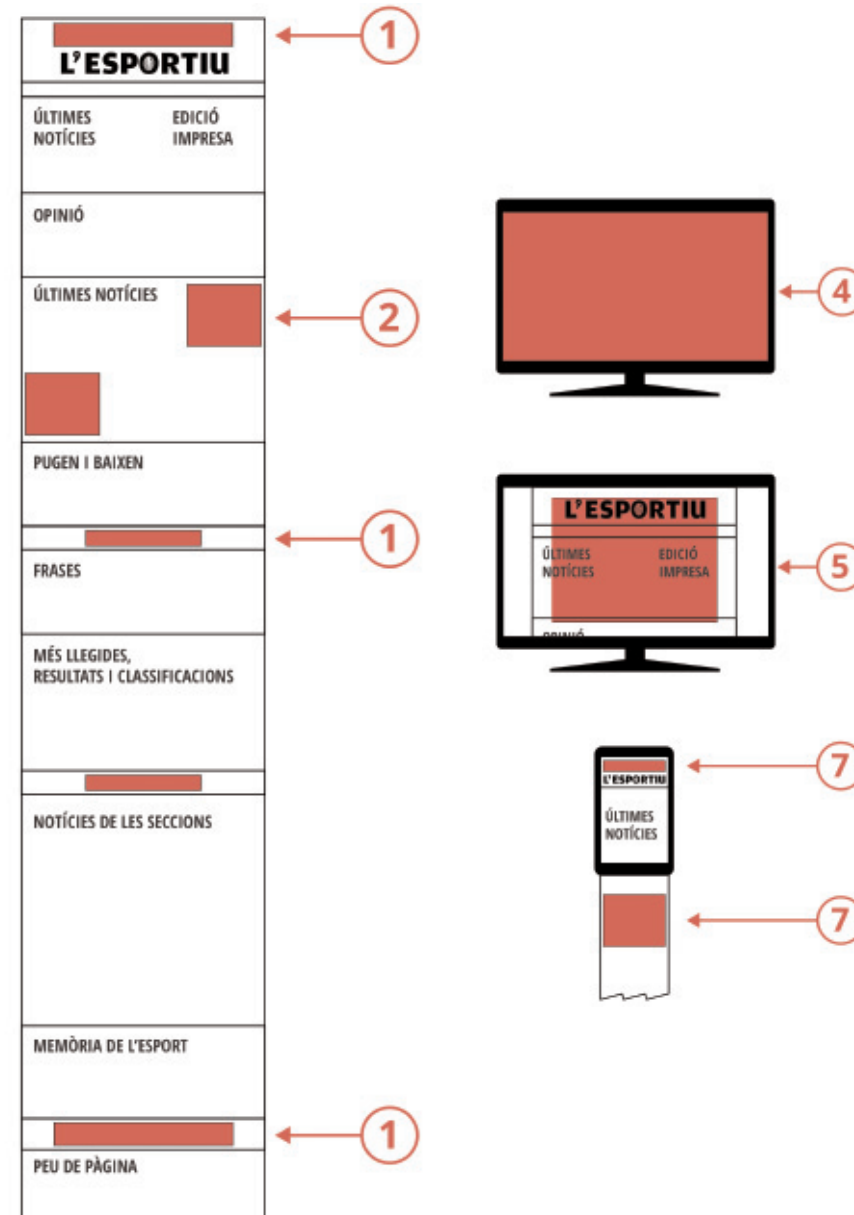 1
L'ESPORTIU
ÚLTIMES
NOTÍCIES
EDICIÓ
IMPRESA
OPINIÓ
ÚLTIMES NOTÍCIES
2
PUGEN I BAIXEN
1
FRASES
MÉS LLEGIDES,
RESULTATS I CLASSIFICACIONS
NOTÍCIES DE LES SECCIONS
MEMÒRIA DE L'ESPORT
1
PEU DE PÀGINA
4
L'ESPORTIU
ÚLTIMES
NOTÍCIES
EDICIÓ
IMPRESA
OPINIÓ
5
7
L'ESPORTIU
ÚLTIMES
NOTÍCIES
7